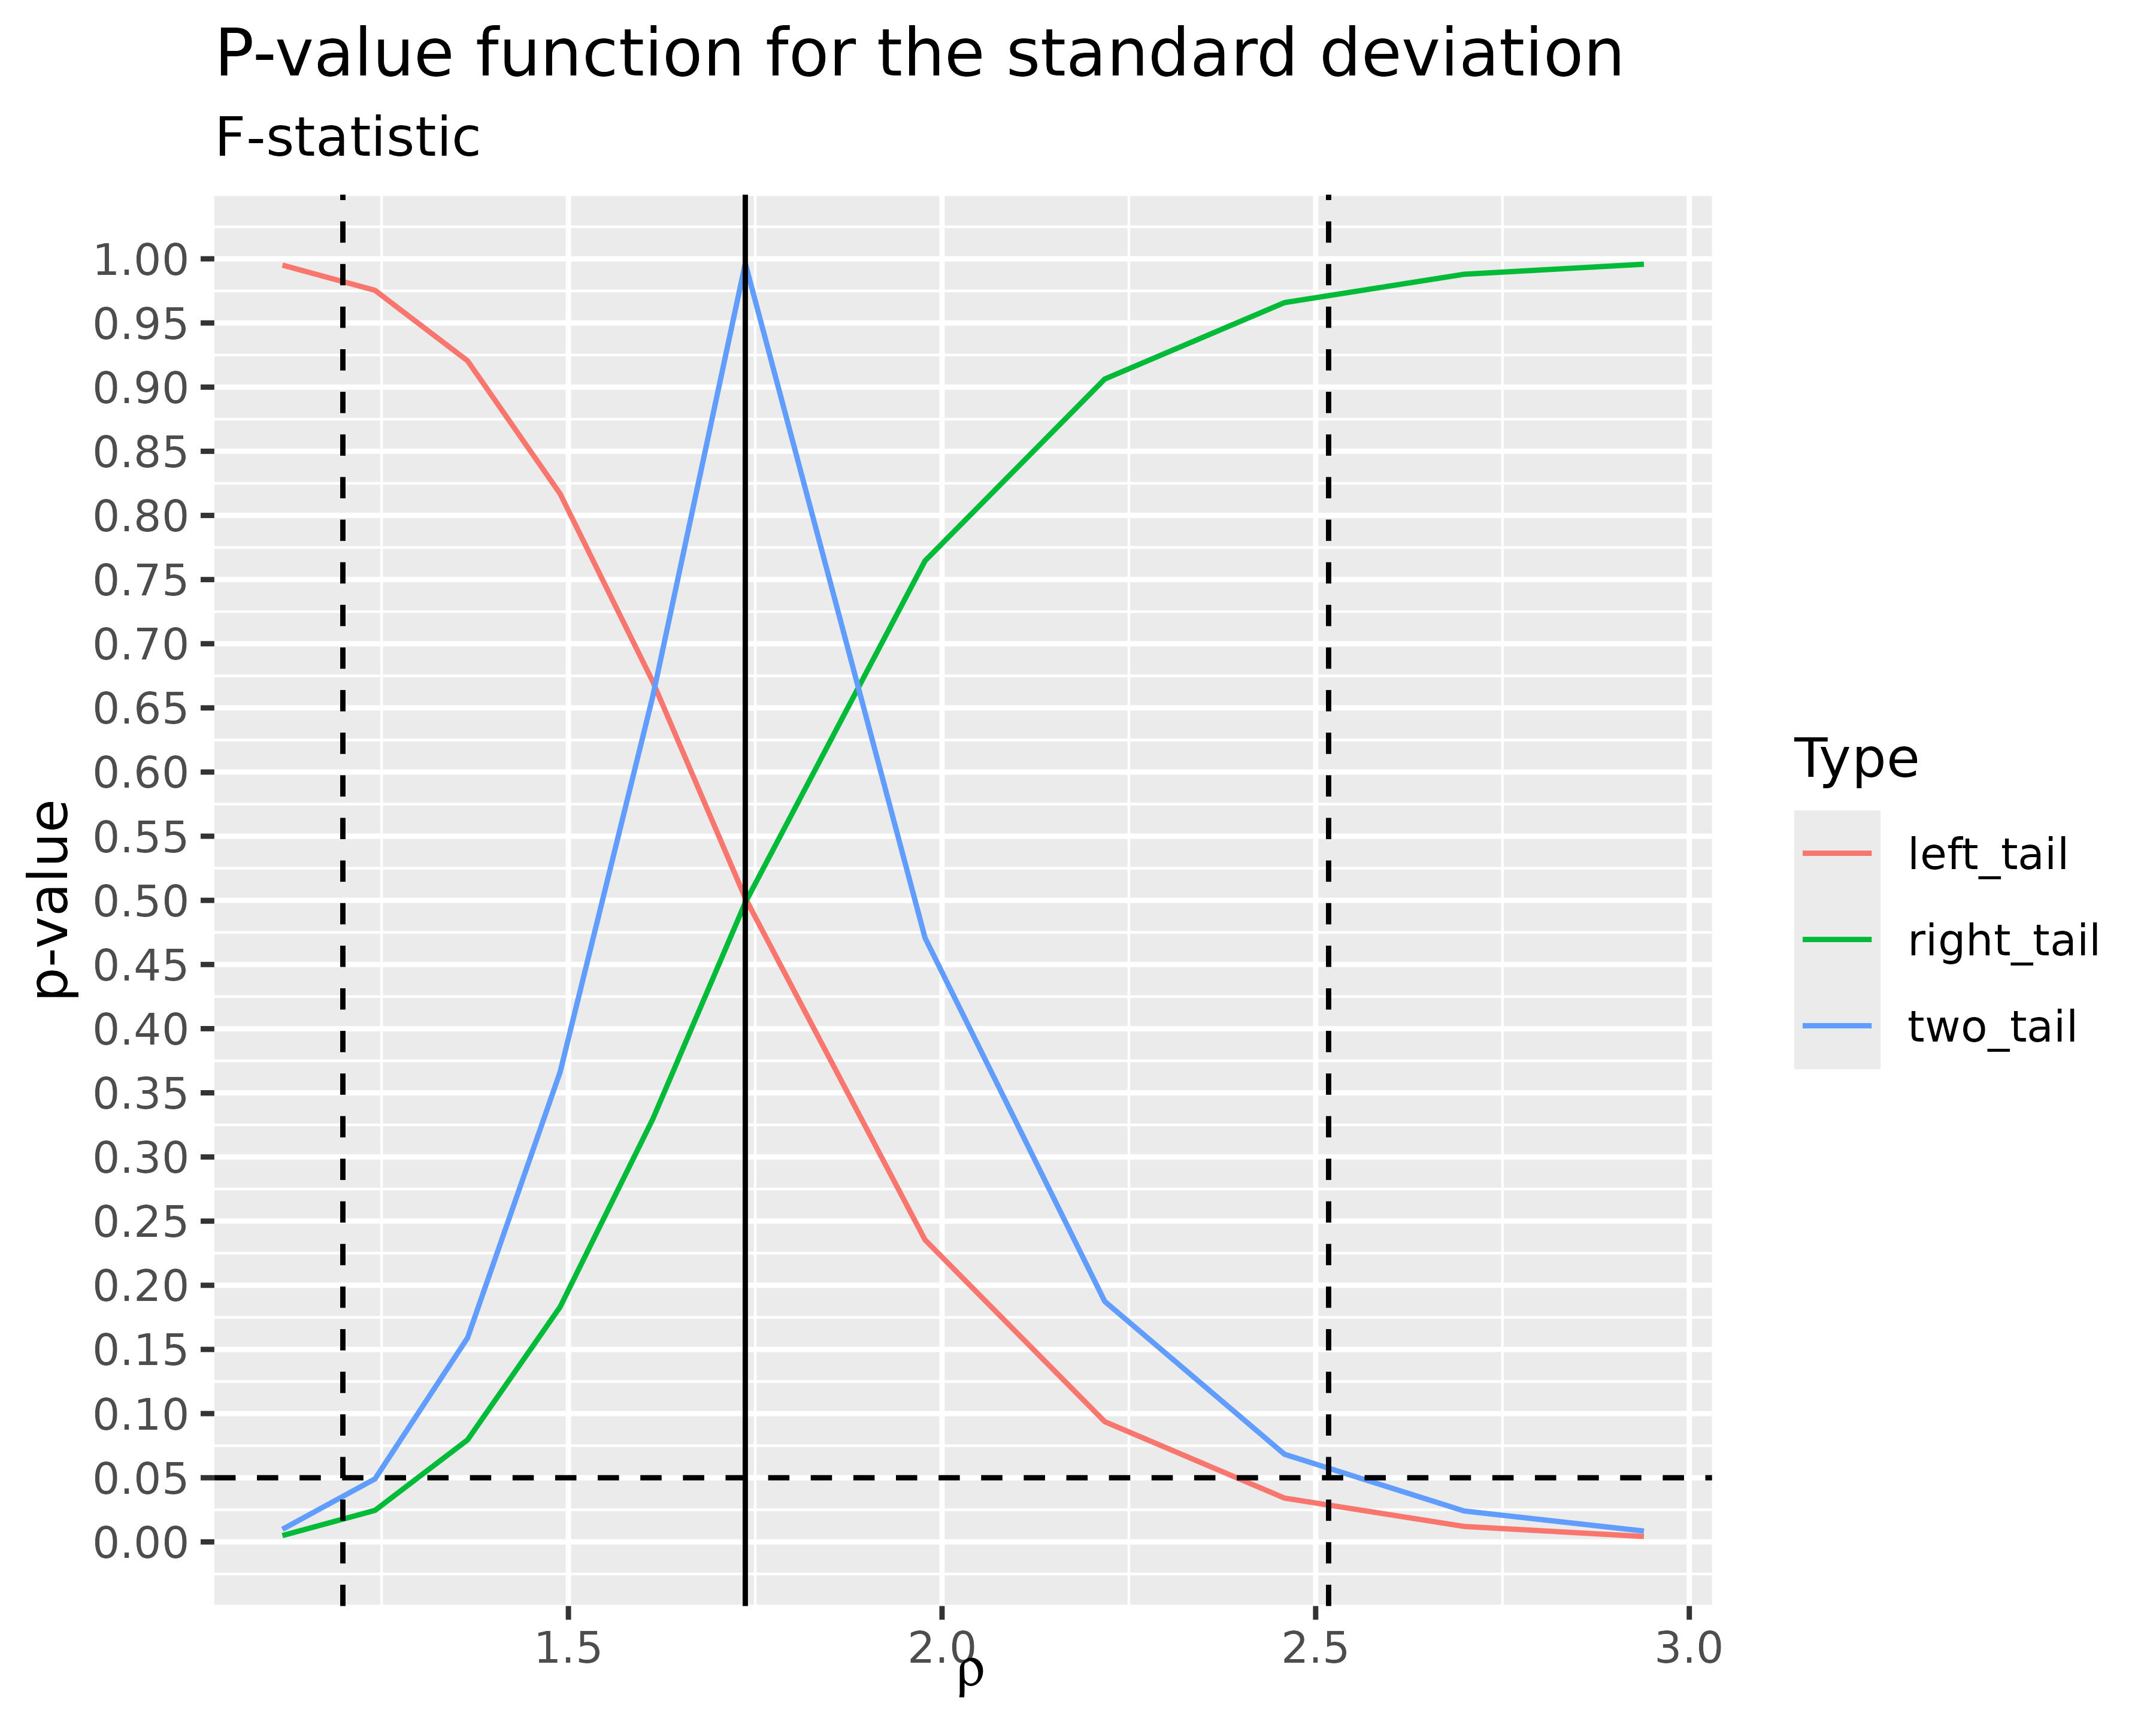 P-value function for the standard deviation
F-statistic
1.00
0.95
0.90
0.85
0.80
0.75
0.70
0.65
0.60
0.55
0.50
0.45
0.40
0.35
0.30
0.25
0.20
0.15
0.10
0.05
0.00
p-value
1.5 2.0 2.5 3.0
ρ
Type
left_tail
right_tail
two_tail